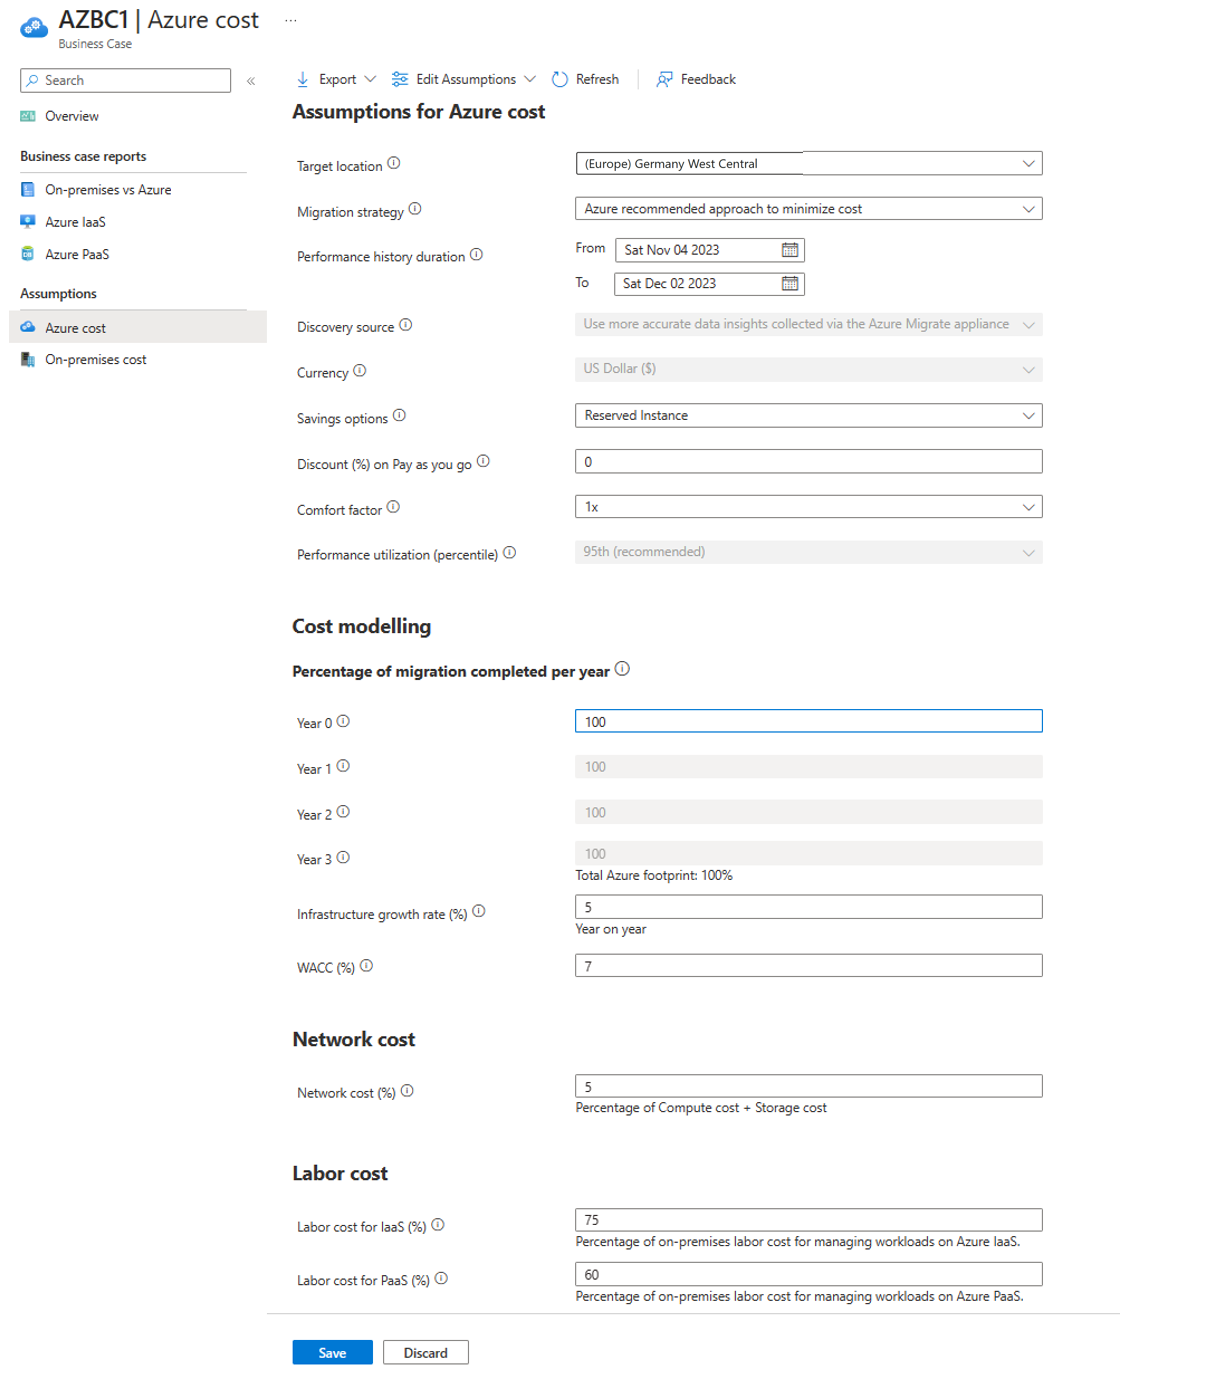 AZBC1 | Azure cost ...
Business Case
Search «
Export Edit Assumptions Refresh Feedback
Overview
Business case reports
On-premises vs Azure
Azure IaaS
Azure PaaS
Assumptions
Azure cost
On-premises cost
Assumptions for Azure cost
Target location (Europe) Germany West Central
Migration strategy Azure recommended approach to minimize cost
Performance history duration From Sat Nov 04 2023
To Sat Dec 02 2023
Discovery source Use more accurate data insights collected via the Azure Migrate appliance
Currency US Dollar ($)
Savings options Reserved Instance
Discount (%) on Pay as you go 0
Comfort factor 1x
Performance utilization (percentile) 95th (recommended)
Cost modelling
Percentage of migration completed per year
Year 0 100
Year 1 100
Year 2 100
Year 3 100
Total Azure footprint: 100%
Infrastructure growth rate (%) 5
Year on year
WACC (%) 7
Network cost
Network cost (%) 5
Percentage of Compute cost + Storage cost
Labor cost
Labor cost for IaaS (%) 75
Percentage of on-premises labor cost for managing workloads on Azure IaaS.
Labor cost for PaaS (%) 60
Percentage of on-premises labor cost for managing workloads on Azure PaaS.
Save Discard